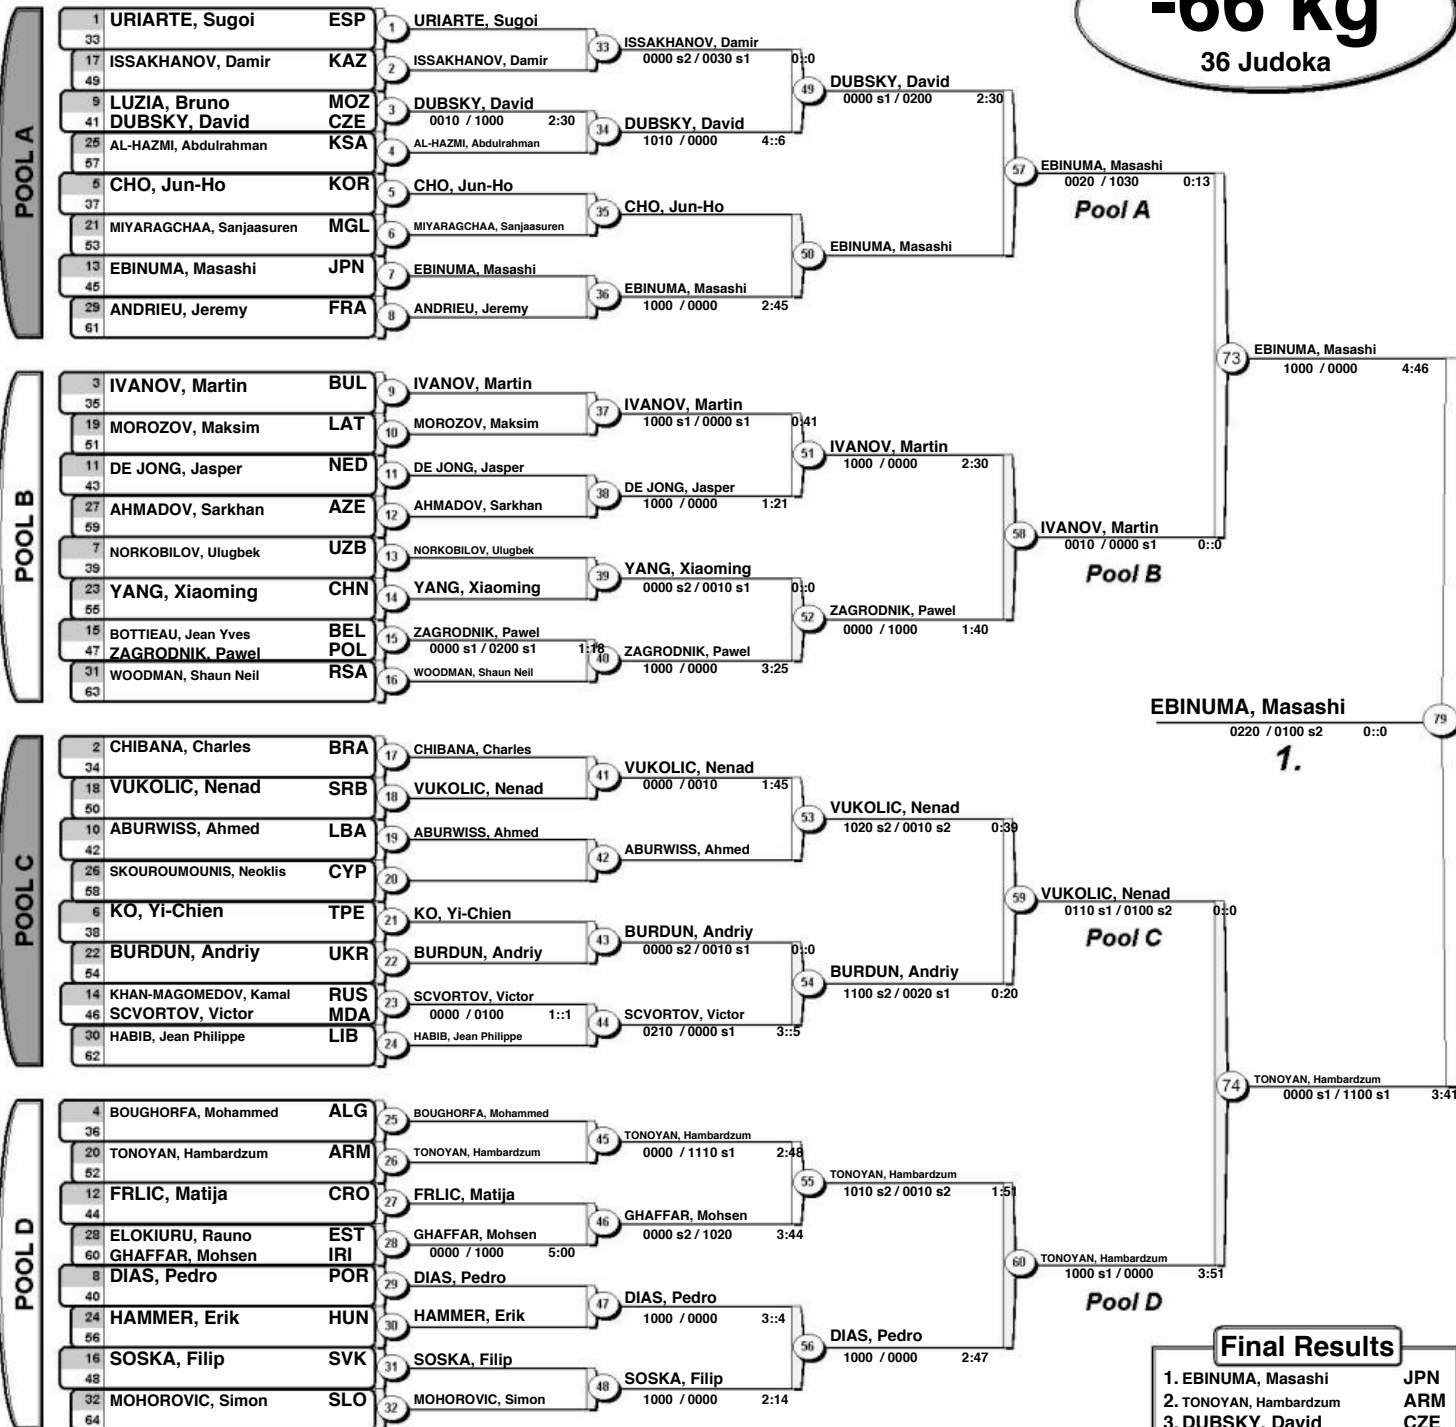 -66 kg
36 Judoka
POOL A
1 URIARTE, Sugoi ESP
33
17 ISSAKHANOV, Damir KAZ
49
9 LUZIA, Bruno MOZ
41 DUBSKY, David CZE
25 AL-HAZMI, Abdulrahman KSA
57
5 CHO, Jun-Ho KOR
37
21 MIYARAGCHAA, Sanjaasuren MGL
53
13 EBINUMA, Masashi JPN
45
29 ANDRIEU, Jeremy FRA
61
1 URIARTE, Sugoi
2 ISSAKHANOV, Damir
3 DUBSKY, David
0010 / 1000 2:30
4 AL-HAZMI, Abdulrahman
5 CHO, Jun-Ho
6 MIYARAGCHAA, Sanjaasuren
7 EBINUMA, Masashi
8 ANDRIEU, Jeremy
33 ISSAKHANOV, Damir
0000 s2 / 0030 s1 0::0
34 DUBSKY, David
1010 / 0000 4::6
35 CHO, Jun-Ho
36 EBINUMA, Masashi
1000 / 0000 2:45
49 DUBSKY, David
0000 s1 / 0200 2:30
50 EBINUMA, Masashi
57 EBINUMA, Masashi
0020 / 1030 0:13
Pool A
POOL B
3 IVANOV, Martin BUL
35
19 MOROZOV, Maksim LAT
51
11 DE JONG, Jasper NED
43
27 AHMADOV, Sarkhan AZE
59
7 NORKOBILOV, Ulugbek UZB
39
23 YANG, Xiaoming CHN
55
15 BOTTIEAU, Jean Yves BEL
47 ZAGRODNIK, Pawel POL
31 WOODMAN, Shaun Neil RSA
63
9 IVANOV, Martin
10 MOROZOV, Maksim
11 DE JONG, Jasper
12 AHMADOV, Sarkhan
13 NORKOBILOV, Ulugbek
14 YANG, Xiaoming
15 ZAGRODNIK, Pawel
0000 s1 / 0200 s1 1:18
16 WOODMAN, Shaun Neil
37 IVANOV, Martin
1000 s1 / 0000 s1 0:41
38 DE JONG, Jasper
1000 / 0000 1:21
39 YANG, Xiaoming
0000 s2 / 0010 s1 0::0
40 ZAGRODNIK, Pawel
1000 / 0000 3:25
51 IVANOV, Martin
1000 / 0000 2:30
52 ZAGRODNIK, Pawel
0000 / 1000 1:40
58 IVANOV, Martin
0010 / 0000 s1 0::0
Pool B
73 EBINUMA, Masashi
1000 / 0000 4:46
EBINUMA, Masashi 79
0220 / 0100 s2 0::0
1.
POOL C
2 CHIBANA, Charles BRA
34
18 VUKOLIC, Nenad SRB
50
10 ABURWISS, Ahmed LBA
42
26 SKOUROUMOUNIS, Neoklis CYP
58
6 KO, Yi-Chien TPE
38
22 BURDUN, Andriy UKR
54
14 KHAN-MAGOMEDOV, Kamal RUS
46 SCVORTOV, Victor MDA
30 HABIB, Jean Philippe LIB
62
17 CHIBANA, Charles
18 VUKOLIC, Nenad
19 ABURWISS, Ahmed
20
21 KO, Yi-Chien
22 BURDUN, Andriy
23 SCVORTOV, Victor
0000 / 0100 1::1
24 HABIB, Jean Philippe
41 VUKOLIC, Nenad
0000 / 0010 1:45
42 ABURWISS, Ahmed
43 BURDUN, Andriy
0000 s2 / 0010 s1 0::0
44 SCVORTOV, Victor
0210 / 0000 s1 3::5
53 VUKOLIC, Nenad
1020 s2 / 0010 s2 0:39
54 BURDUN, Andriy
1100 s2 / 0020 s1 0:20
59 VUKOLIC, Nenad
0110 s1 / 0100 s2 0::0
Pool C
74 TONOYAN, Hambardzum
0000 s1 / 1100 s1 3:41
POOL D
4 BOUGHORFA, Mohammed ALG
36
20 TONOYAN, Hambardzum ARM
52
12 FRLIC, Matija CRO
44
28 ELOKIURU, Rauno EST
60 GHAFFAR, Mohsen IRI
8 DIAS, Pedro POR
40
24 HAMMER, Erik HUN
56
16 SOSKA, Filip SVK
48
32 MOHOROVIC, Simon SLO
64
25 BOUGHORFA, Mohammed
26 TONOYAN, Hambardzum
27 FRLIC, Matija
28 GHAFFAR, Mohsen
0000 / 1000 5:00
29 DIAS, Pedro
30 HAMMER, Erik
31 SOSKA, Filip
32 MOHOROVIC, Simon
45 TONOYAN, Hambardzum
0000 / 1110 s1 2:48
46 GHAFFAR, Mohsen
0000 s2 / 1020 3:44
47 DIAS, Pedro
1000 / 0000 3::4
48 SOSKA, Filip
1000 / 0000 2:14
55 TONOYAN, Hambardzum
1010 s2 / 0010 s2 1:51
56 DIAS, Pedro
1000 / 0000 2:47
60 TONOYAN, Hambardzum
1000 s1 / 0000 3:51
Pool D
Final Results
1. EBINUMA, Masashi JPN
2. TONOYAN, Hambardzum ARM
3. DUBSKY, David CZE